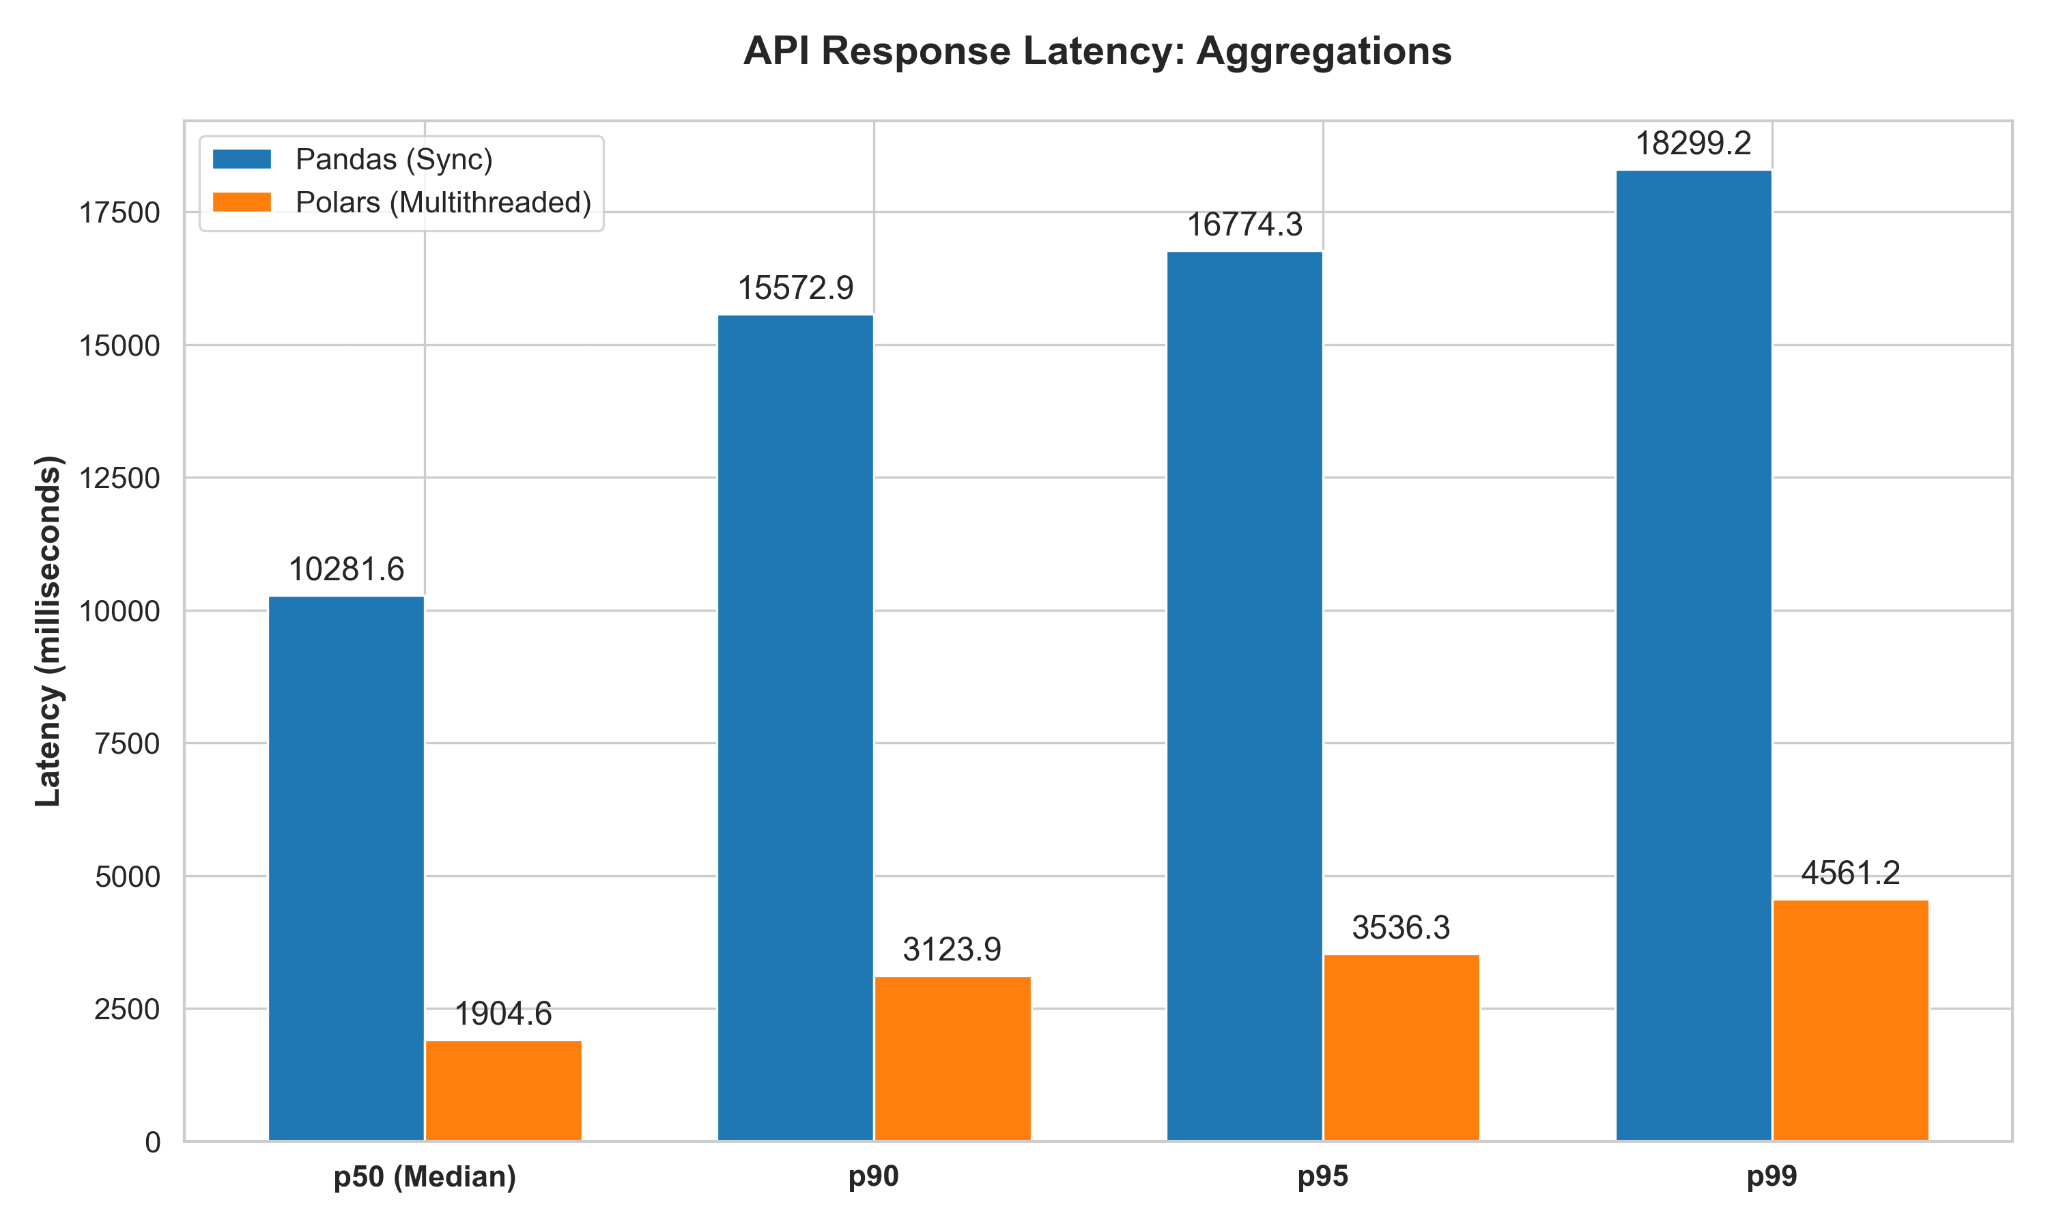 API Response Latency: Aggregations
Pandas (Sync)
Polars (Multithreaded)
Latency (milliseconds)
17500
15000
12500
10000
7500
5000
2500
0
10281.6
1904.6
15572.9
3123.9
16774.3
3536.3
18299.2
4561.2
p50 (Median)
p90
p95
p99